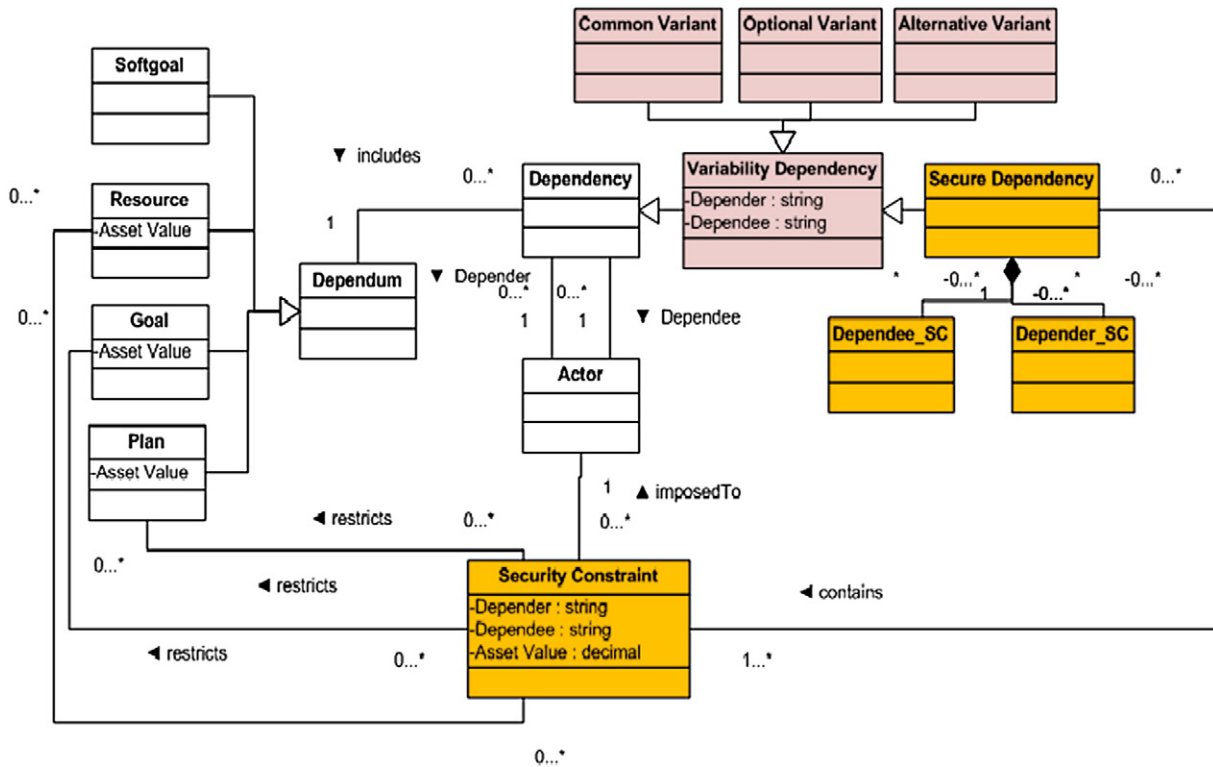 Common Variant
Optional Variant
Alternative Variant
Softgoal
▼ includes
0...*
Dependency
Variability Dependency
-Depender : string
-Dependee : string
Secure Dependency
0...*
0...*
Resource
-Asset Value
1
Dependum
▼ Depender
0...*
0...*
1
1
▼ Dependee
*
-0...*
1
-0...*
*
-0...*
Dependee_SC
Depender_SC
0...*
Goal
-Asset Value
Actor
Plan
-Asset Value
1
▲ imposedTo
0...*
◄ restricts
0...*
0...*
◄ restricts
Security Constraint
-Depender : string
-Dependee : string
-Asset Value : decimal
◄ contains
◄ restricts
0...*
1...*
0...*